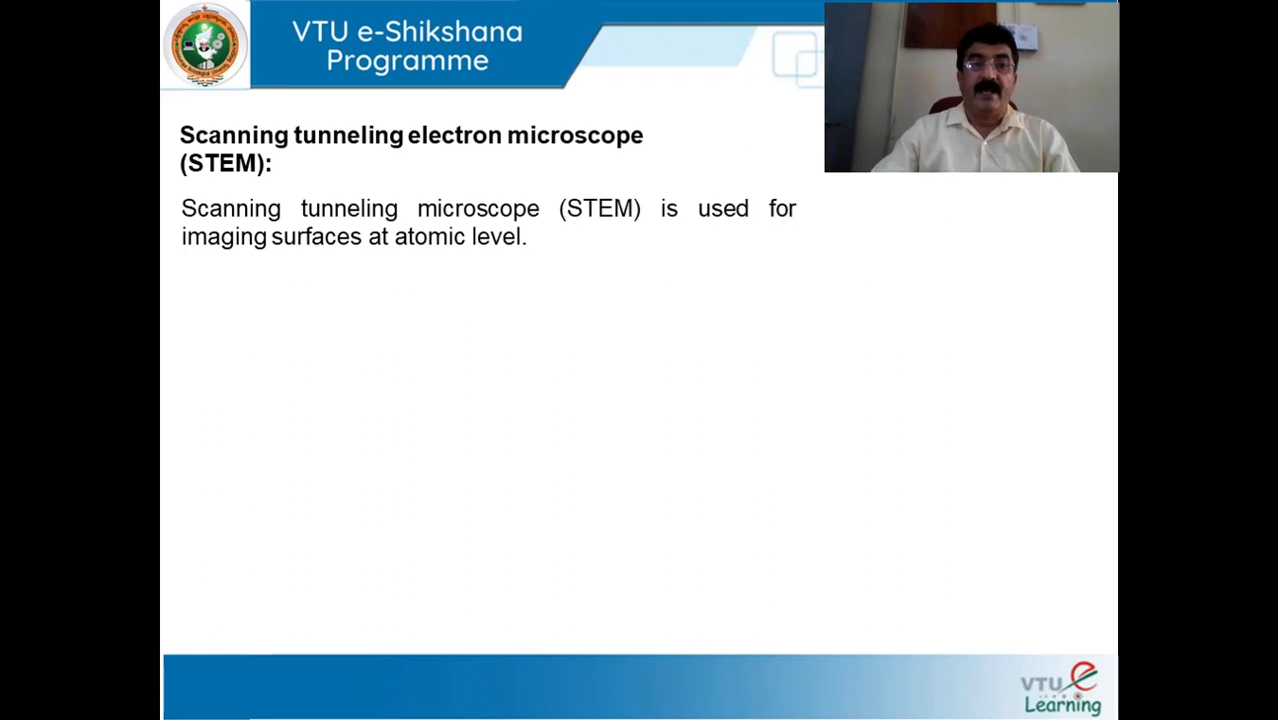 VTU e-Shikshana
Programme
Scanning tunneling electron microscope
(STEM):
Scanning tunneling microscope (STEM) is used for
imaging surfaces at atomic level.
VTU e
Learning